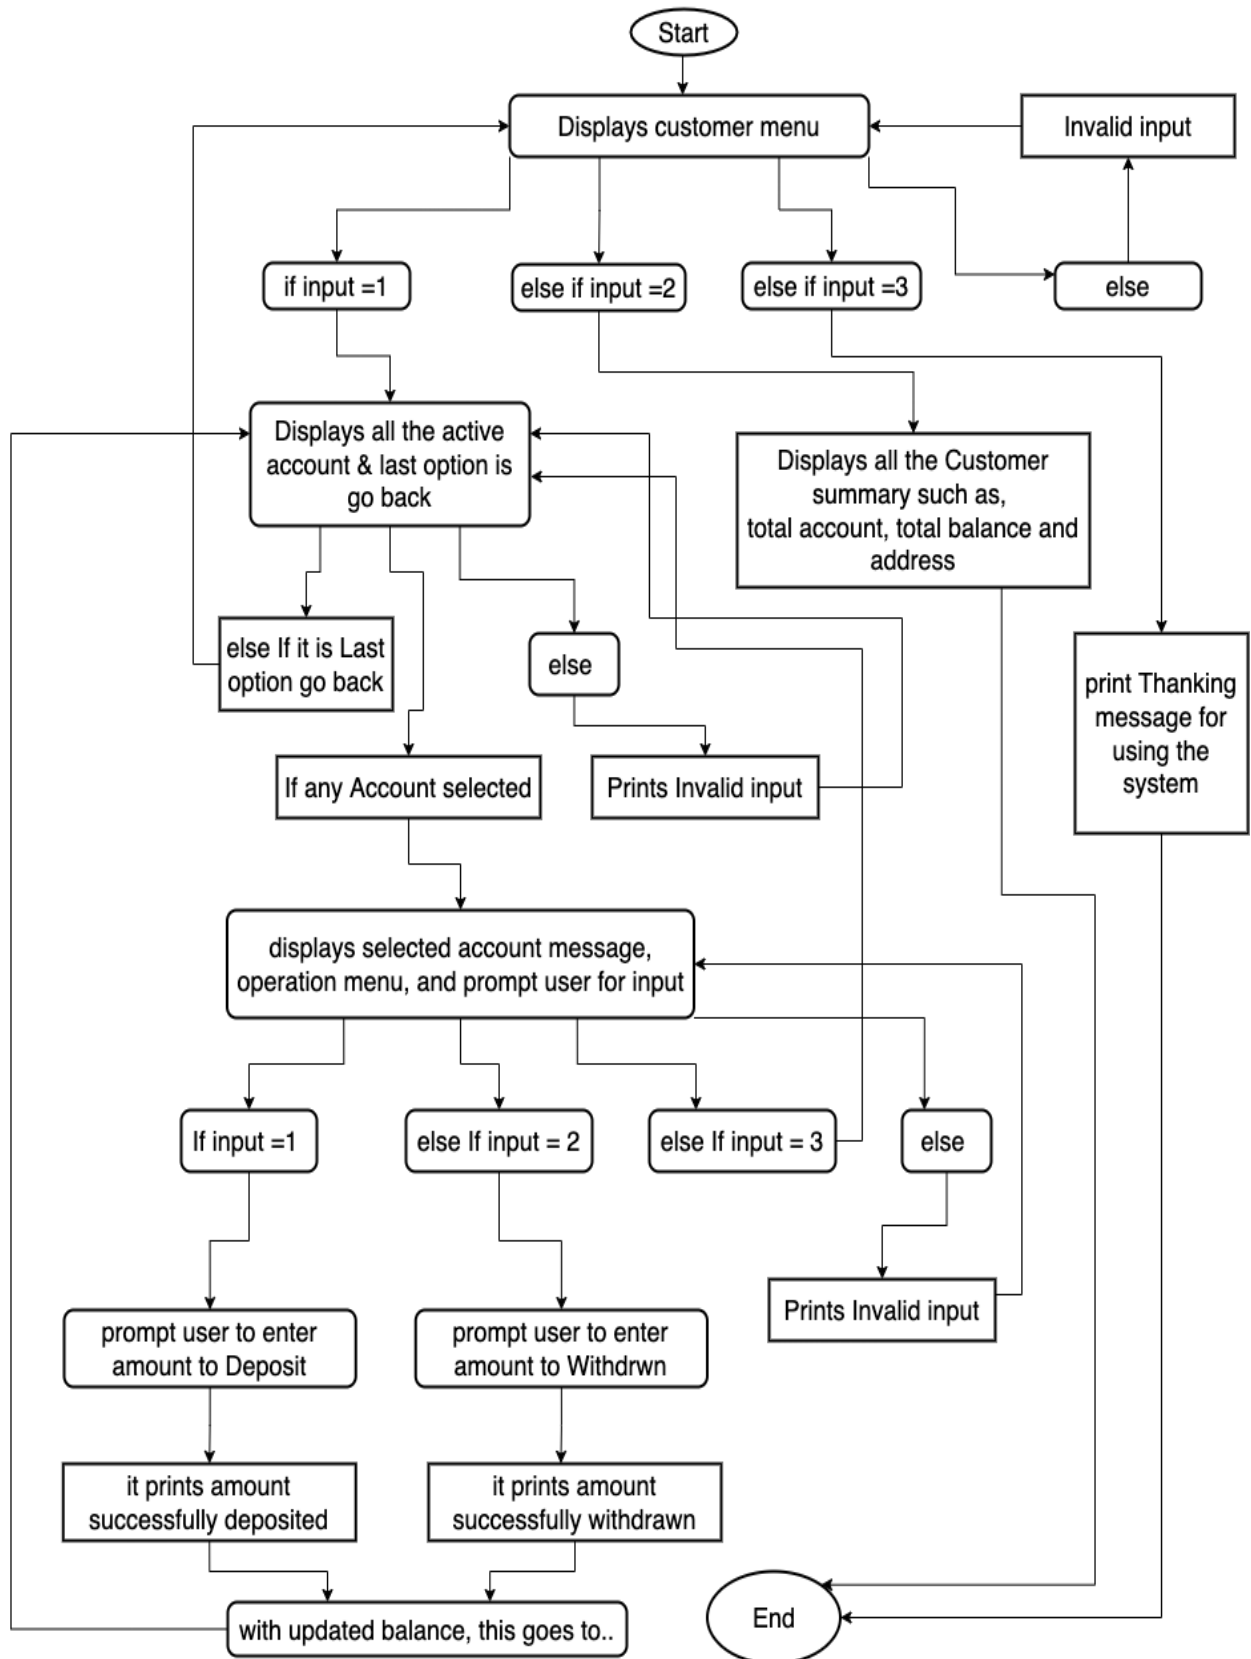 Start
Displays customer menu
Invalid input
if input =1
else if input =2
else if input =3
else
Displays all the active
account & last option is
go back
Displays all the Customer
summary such as,
total account, total balance and
address
else If it is Last
option go back
else
print Thanking
message for
using the
system
If any Account selected
Prints Invalid input
displays selected account message,
operation menu, and prompt user for input
If input =1
else If input = 2
else If input = 3
else
Prints Invalid input
prompt user to enter
amount to Deposit
prompt user to enter
amount to Withdrwn
it prints amount
successfully deposited
it prints amount
successfully withdrawn
with updated balance, this goes to..
End